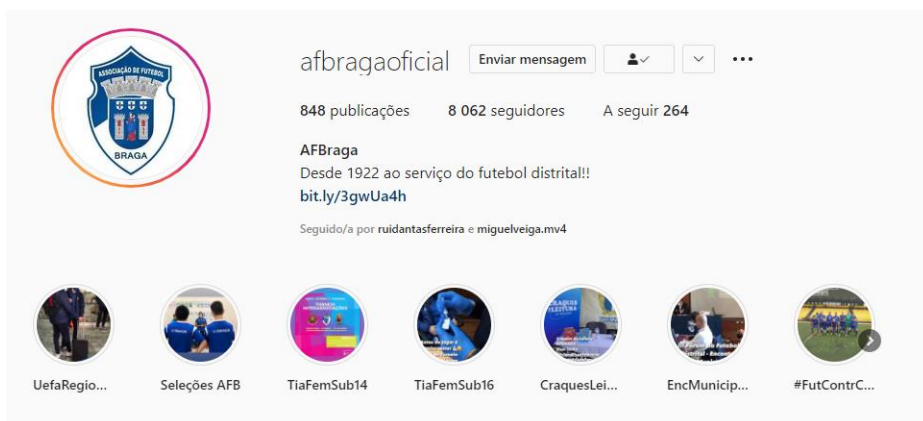 ASSOCIAÇÃO DE FUTEBOL
BRAGA
afbragaoficial Enviar mensagem
848 publicações 8 062 seguidores A seguir 264
AFBraga
Desde 1922 ao serviço do futebol distrital!!
bit.ly/3gwUa4h
Seguido/a por ruidantasferreira e miguelveiga.mv4
CRAQUES
LEITURA
UefaRegio... Seleções AFB TiaFemSub14 TiaFemSub16 CraquesLei... EncMunicip... #FutContrC...